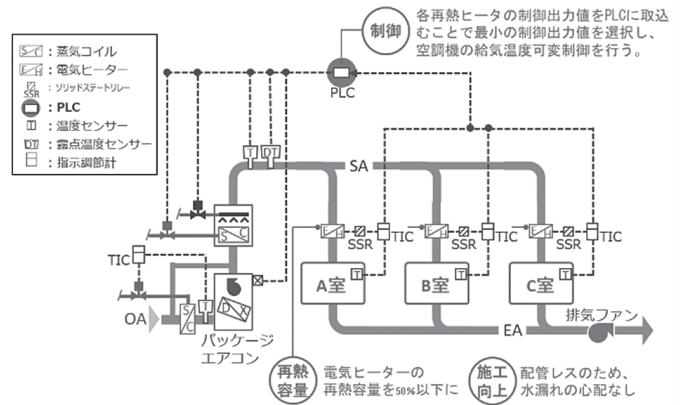 制御
各再熱ヒータの制御出力値をPLCに取込
むことで最小の制御出力値を選択し、
空調機の給気温度可変制御を行う。
S/C : 蒸気コイル
E/H : 電気ヒーター
SSR : ソリッドステートリレー
: PLC
T : 温度センサー
DT : 露点温度センサー
: 指示調節計
PLC
T
DT
SA
S/C
E/H
SSR
TIC
E/H
SSR
TIC
E/H
SSR
TIC
TIC
A室
T
B室
T
C室
T
OA
S/C
T
D X
パッケージ
エアコン
EA
排気ファン
再熱
容量
電気ヒーターの
再熱容量を50%以下に
施工
向上
配管レスのため、
水漏れの心配なし